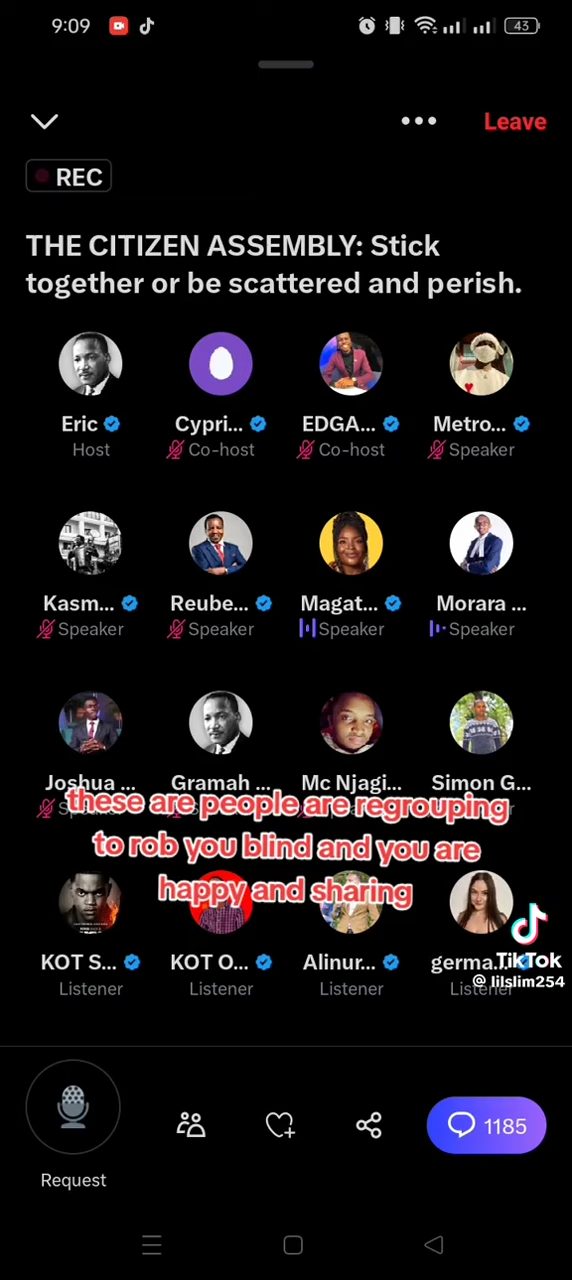 9:09
43
Leave
REC
THE CITIZEN ASSEMBLY: Stick
together or be scattered and perish.
Eric
Cypri...
EDGA...
Metro...
Host
Co-host
Co-host
Speaker
Kasm...
Reube...
Magat...
Morara ...
Speaker
Speaker
Speaker
Speaker
Joshua ...
Gramah ...
Mc Njagi...
Simon G...
these are people are regrouping
to rob you blind and you are
happy and sharing
KOT S...
KOT O...
Alinur...
germa...
Listener
Listener
Listener
Listener
TikTok
@ lilslim254
1185
Request